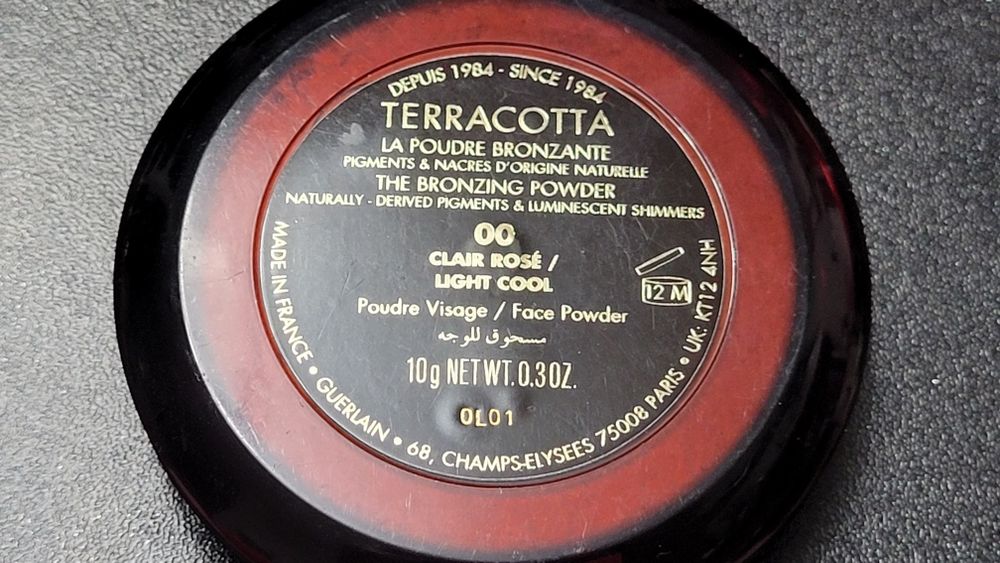 DEPUIS 1984 - SINCE 1984
TERRACOTTA
LA POUDRE BRONZANTE
PIGMENTS & NACRES D'ORIGINE NATURELLE
THE BRONZING POWDER
NATURALLY - DERIVED PIGMENTS & LUMINESCENT SHIMMERS
00
CLAIR ROSÉ /
LIGHT COOL
12 M
Poudre Visage / Face Powder
مسحوق للوجه
10g NET WT. 0.3 OZ.
0L01
MADE IN FRANCE • GUERLAIN • 68, CHAMPS-ELYSEES 75008 PARIS • UK: KT12 4NH